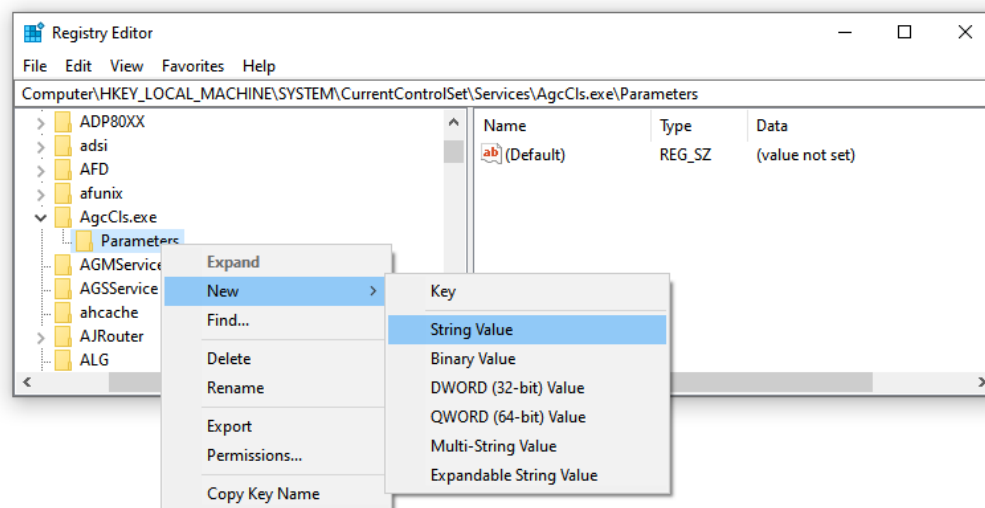 Registry Editor
File Edit View Favorites Help
Computer\HKEY_LOCAL_MACHINE\SYSTEM\CurrentControlSet\Services\AgcCls.exe\Parameters
ADP80XX
adsi
AFD
afunix
AgcCls.exe
Parameters
AGMService
AGSService
ahcache
AJRouter
ALG
Name Type Data
ab (Default) REG_SZ (value not set)
Expand
New
Find...
Delete
Rename
Export
Permissions...
Copy Key Name
Key
String Value
Binary Value
DWORD (32-bit) Value
QWORD (64-bit) Value
Multi-String Value
Expandable String Value